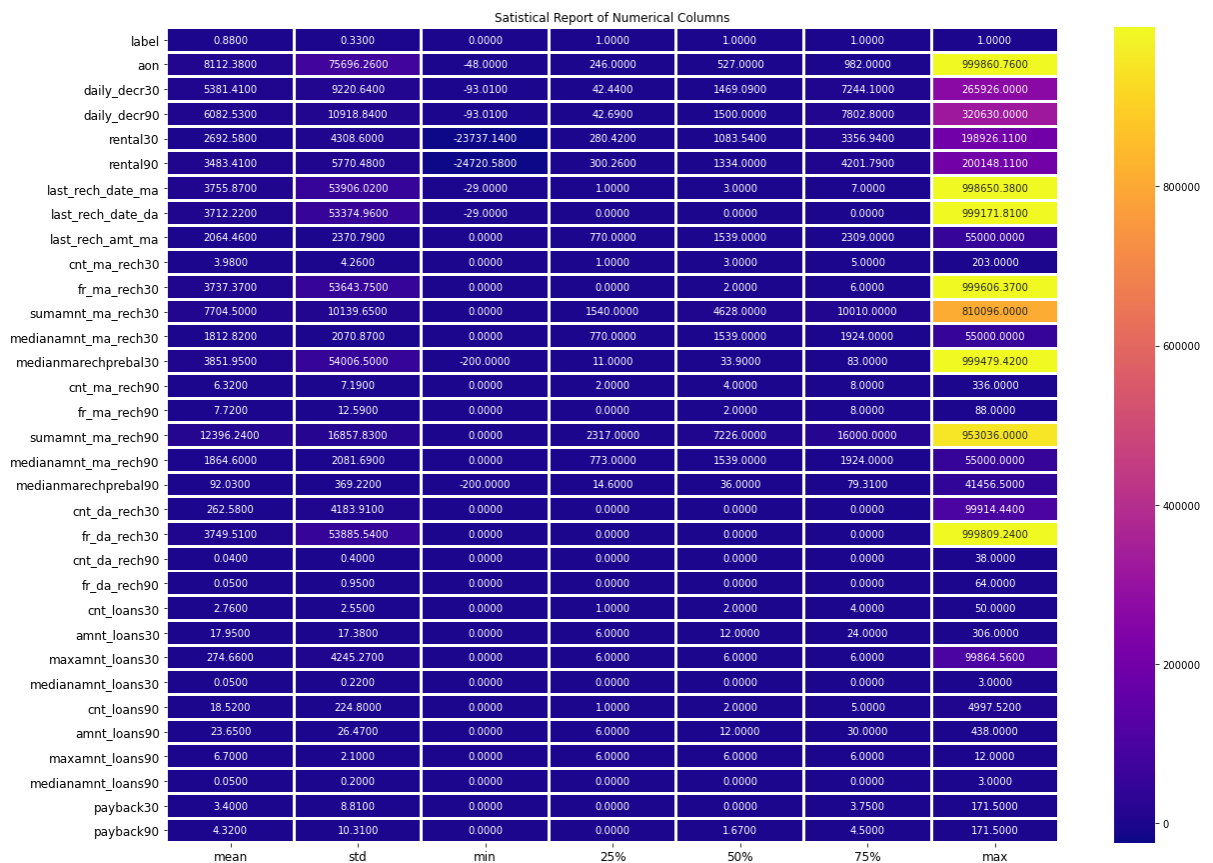 Satistical Report of Numerical Columns
label 0.8800 0.3300 0.0000 1.0000 1.0000 1.0000 1.0000
aon 8112.3800 75696.2600 -48.0000 246.0000 527.0000 982.0000 999860.7600
daily_decr30 5381.4100 9220.6400 -93.0100 42.4400 1469.0900 7244.1000 265926.0000
daily_decr90 6082.5300 10918.8400 -93.0100 42.6900 1500.0000 7802.8000 320630.0000
rental30 2692.5800 4308.6000 -23737.1400 280.4200 1083.5400 3356.9400 198926.1100
rental90 3483.4100 5770.4800 -24720.5800 300.2600 1334.0000 4201.7900 200148.1100
last_rech_date_ma 3755.8700 53906.0200 -29.0000 1.0000 3.0000 7.0000 998650.3800
last_rech_date_da 3712.2200 53374.9600 -29.0000 0.0000 0.0000 0.0000 999171.8100
last_rech_amt_ma 2064.4600 2370.7900 0.0000 770.0000 1539.0000 2309.0000 55000.0000
cnt_ma_rech30 3.9800 4.2600 0.0000 1.0000 3.0000 5.0000 203.0000
fr_ma_rech30 3737.3700 53643.7500 0.0000 0.0000 2.0000 6.0000 999606.3700
sumamnt_ma_rech30 7704.5000 10139.6500 0.0000 1540.0000 4628.0000 10010.0000 810096.0000
medianamnt_ma_rech30 1812.8200 2070.8700 0.0000 770.0000 1539.0000 1924.0000 55000.0000
medianmarechprebal30 3851.9500 54006.5000 -200.0000 11.0000 33.9000 83.0000 999479.4200
cnt_ma_rech90 6.3200 7.1900 0.0000 2.0000 4.0000 8.0000 336.0000
fr_ma_rech90 7.7200 12.5900 0.0000 0.0000 2.0000 8.0000 88.0000
sumamnt_ma_rech90 12396.2400 16857.8300 0.0000 2317.0000 7226.0000 16000.0000 953036.0000
medianamnt_ma_rech90 1864.6000 2081.6900 0.0000 773.0000 1539.0000 1924.0000 55000.0000
medianmarechprebal90 92.0300 369.2200 -200.0000 14.6000 36.0000 79.3100 41456.5000
cnt_da_rech30 262.5800 4183.9100 0.0000 0.0000 0.0000 0.0000 99914.4400
fr_da_rech30 3749.5100 53885.5400 0.0000 0.0000 0.0000 0.0000 999809.2400
cnt_da_rech90 0.0400 0.4000 0.0000 0.0000 0.0000 0.0000 38.0000
fr_da_rech90 0.0500 0.9500 0.0000 0.0000 0.0000 0.0000 64.0000
cnt_loans30 2.7600 2.5500 0.0000 1.0000 2.0000 4.0000 50.0000
amnt_loans30 17.9500 17.3800 0.0000 6.0000 12.0000 24.0000 306.0000
maxamnt_loans30 274.6600 4245.2700 0.0000 6.0000 6.0000 6.0000 99864.5600
medianamnt_loans30 0.0500 0.2200 0.0000 0.0000 0.0000 0.0000 3.0000
cnt_loans90 18.5200 224.8000 0.0000 1.0000 2.0000 5.0000 4997.5200
amnt_loans90 23.6500 26.4700 0.0000 6.0000 12.0000 30.0000 438.0000
maxamnt_loans90 6.7000 2.1000 0.0000 6.0000 6.0000 6.0000 12.0000
medianamnt_loans90 0.0500 0.2000 0.0000 0.0000 0.0000 0.0000 3.0000
payback30 3.4000 8.8100 0.0000 0.0000 0.0000 3.7500 171.5000
payback90 4.3200 10.3100 0.0000 0.0000 1.6700 4.5000 171.5000
mean std min 25% 50% 75% max
800000
600000
400000
200000
0